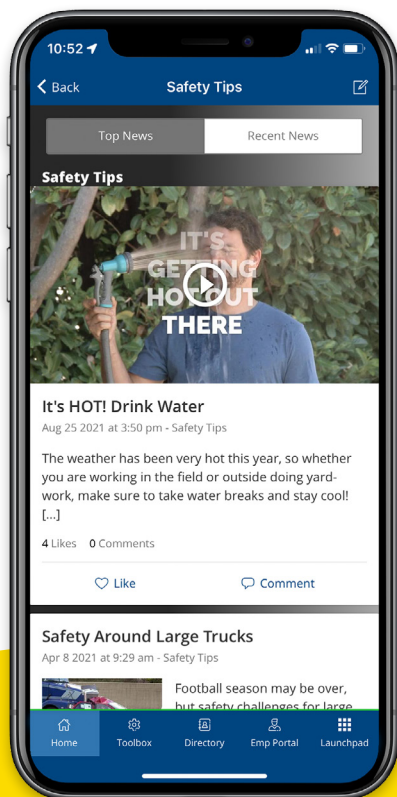 10:52
Back
Safety Tips
Top News
Recent News
Safety Tips
IT'S
GETTING
HOT OUT
THERE
It's HOT! Drink Water
Aug 25 2021 at 3:50 pm - Safety Tips
The weather has been very hot this year, so whether
you are working in the field or outside doing yard-
work, make sure to take water breaks and stay cool!
[...]
4 Likes 0 Comments
Like
Comment
Safety Around Large Trucks
Apr 8 2021 at 9:29 am - Safety Tips
Football season may be over,
but safety challenges for large
Home
Toolbox
Directory
Emp Portal
Launchpad